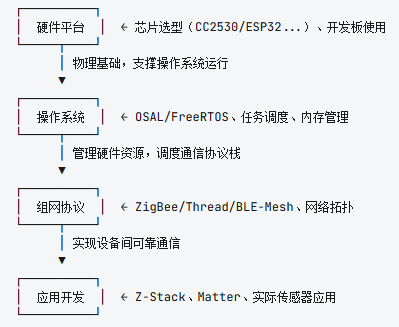 硬件平台 ← 芯片选型（CC2530/ESP32...）、开发板使用
物理基础，支撑操作系统运行
操作系统 ← OSAL/FreeRTOS、任务调度、内存管理
管理硬件资源，调度通信协议栈
组网协议 ← ZigBee/Thread/BLE-Mesh、网络拓扑
实现设备间可靠通信
应用开发 ← Z-Stack、Matter、实际传感器应用